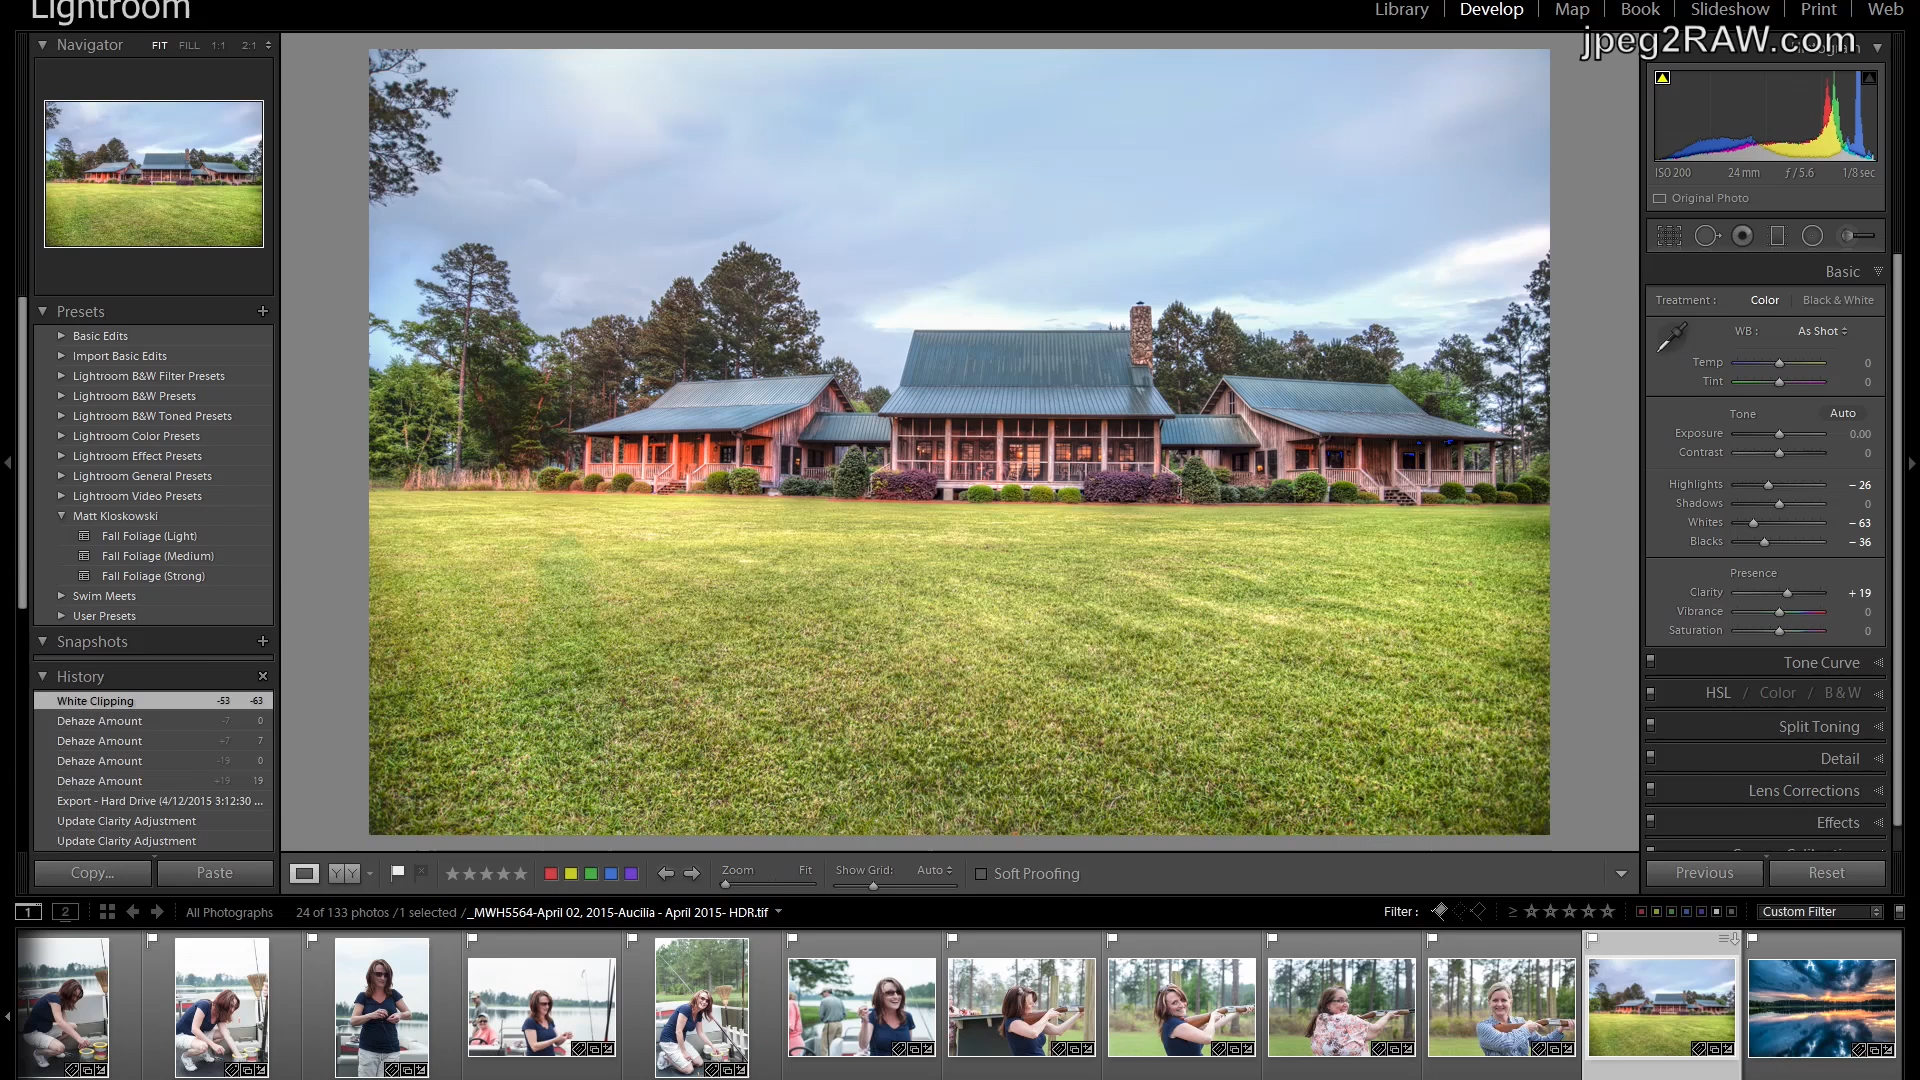 Lightroom
Library Develop Map Book Slideshow Print Web
jpeg2RAW.com
Navigator FIT FILL 1:1 2:1
ISO 200 24 mm ƒ / 5.6 1/8 sec
Original Photo
Basic
Treatment : Color Black & White
WB : As Shot
Temp 0
Tint 0
Tone Auto
Exposure 0.00
Contrast 0
Highlights – 26
Shadows 0
Whites – 63
Blacks – 36
Presence
Clarity + 19
Vibrance 0
Saturation 0
Tone Curve
HSL / Color / B & W
Split Toning
Detail
Lens Corrections
Effects
Previous Reset
Presets +
Basic Edits
Import Basic Edits
Lightroom B&W Filter Presets
Lightroom B&W Presets
Lightroom B&W Toned Presets
Lightroom Color Presets
Lightroom Effect Presets
Lightroom General Presets
Lightroom Video Presets
Matt Kloskowski
Fall Foliage (Light)
Fall Foliage (Medium)
Fall Foliage (Strong)
Swim Meets
User Presets
Snapshots +
History ×
White Clipping -53 -63
Dehaze Amount -7 0
Dehaze Amount +7 7
Dehaze Amount -19 0
Dehaze Amount +19 19
Export - Hard Drive (4/12/2015 3:12:30 ...
Update Clarity Adjustment
Update Clarity Adjustment
Copy... Paste
Y Y Zoom Fit Show Grid: Auto Soft Proofing
1 2 All Photographs 24 of 133 photos /1 selected /_MWH5564-April 02, 2015-Aucilia - April 2015- HDR.tif Filter : ≥ Custom Filter